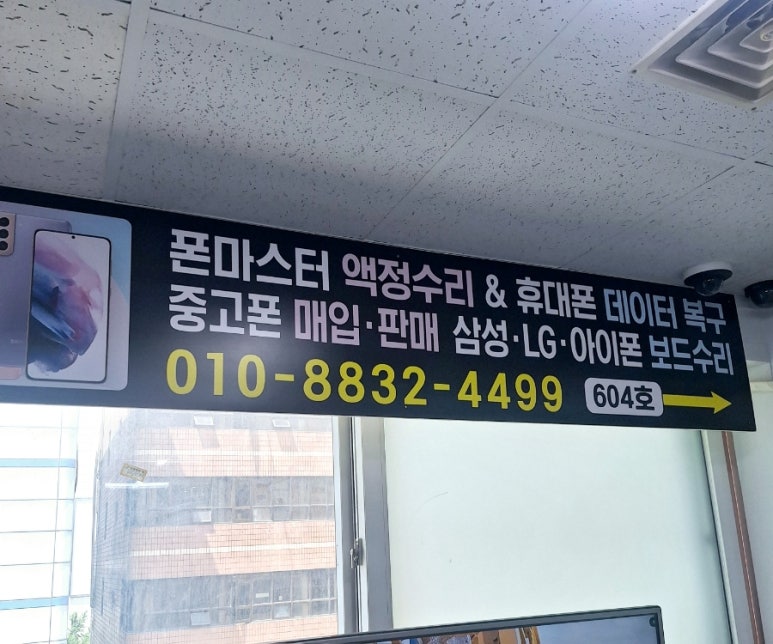 폰마스터 액정수리 & 휴대폰 데이터 복구
중고폰 매입·판매 삼성·LG·아이폰 보드수리
010-8832-4499 604호